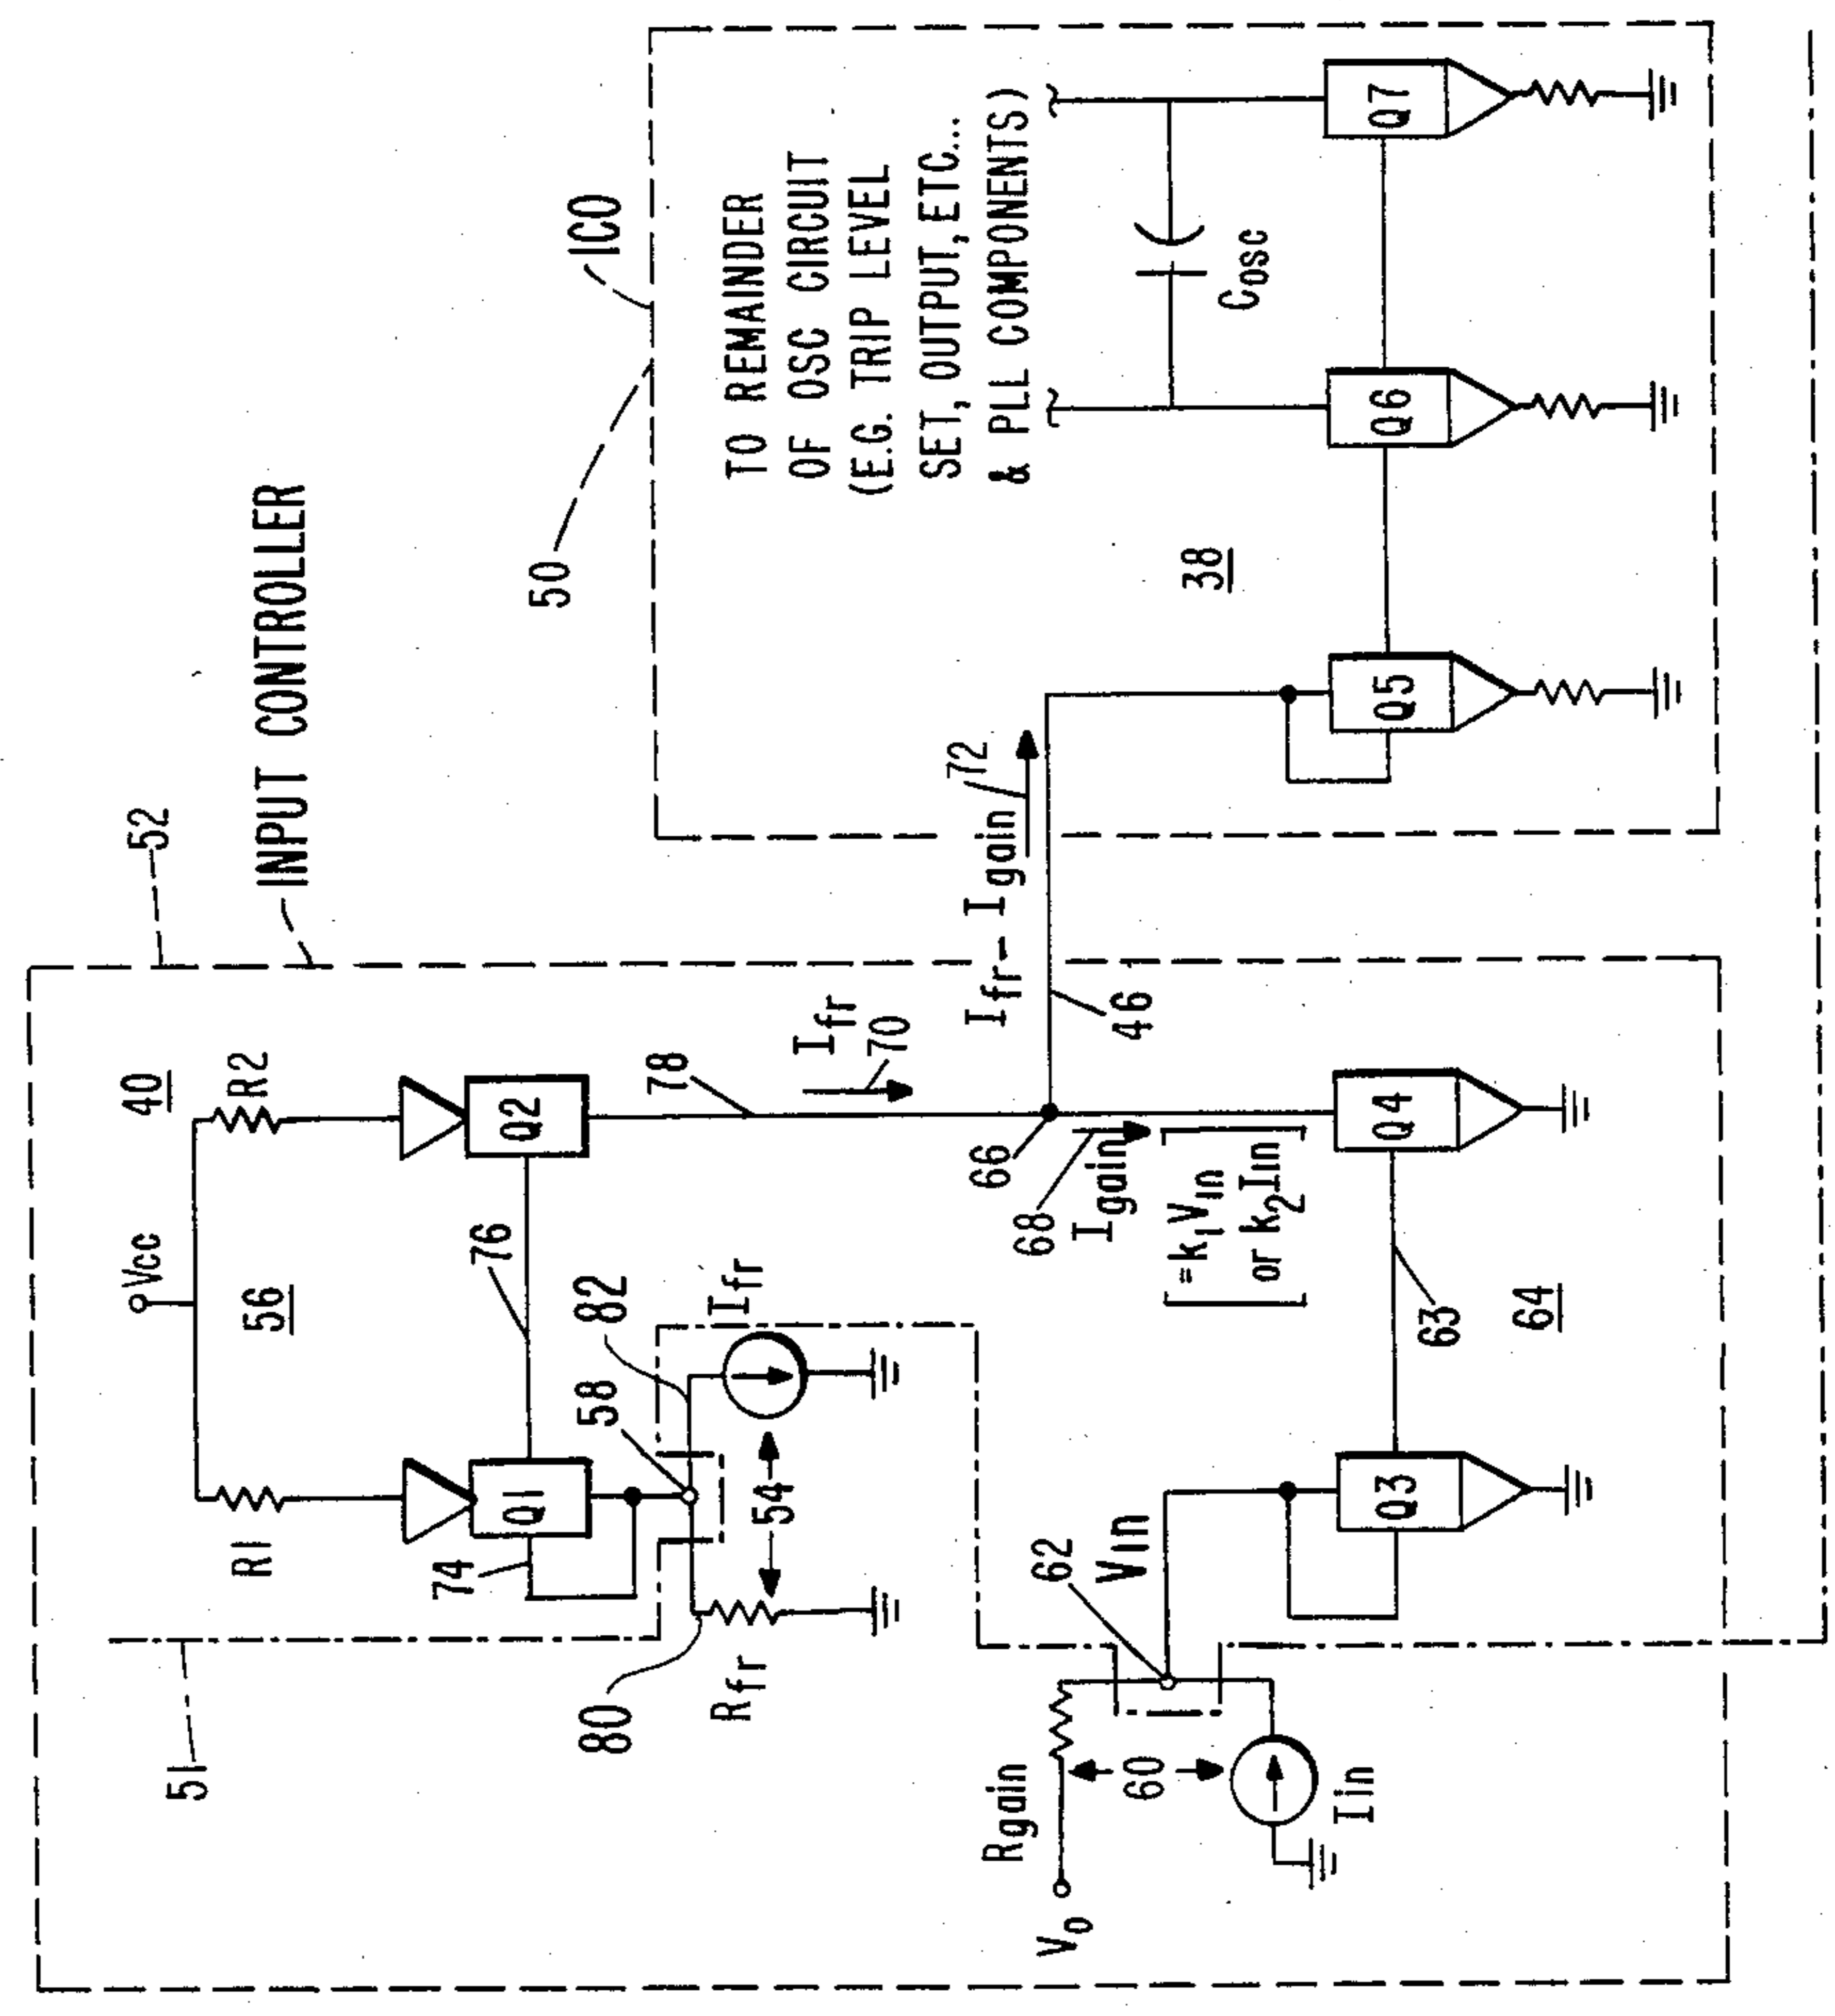 INPUT CONTROLLER
52
50
ICO
40
Vcc
R1
R2
56
Q1
Q2
74
76
58
82
Ifr
54
80
Rfr
51
78
Ifr
70
66
68
Igain
=k1Vin
or k2Iin
Ifr-Igain
72
46
62
Vin
Rgain
Vo
60
Iin
Q3
Q4
63
64
TO REMAINDER
OF OSC CIRCUIT
(E.G. TRIP LEVEL
SET, OUTPUT, ETC...
& PLL COMPONENTS)
Cosc
38
Q5
Q6
Q7